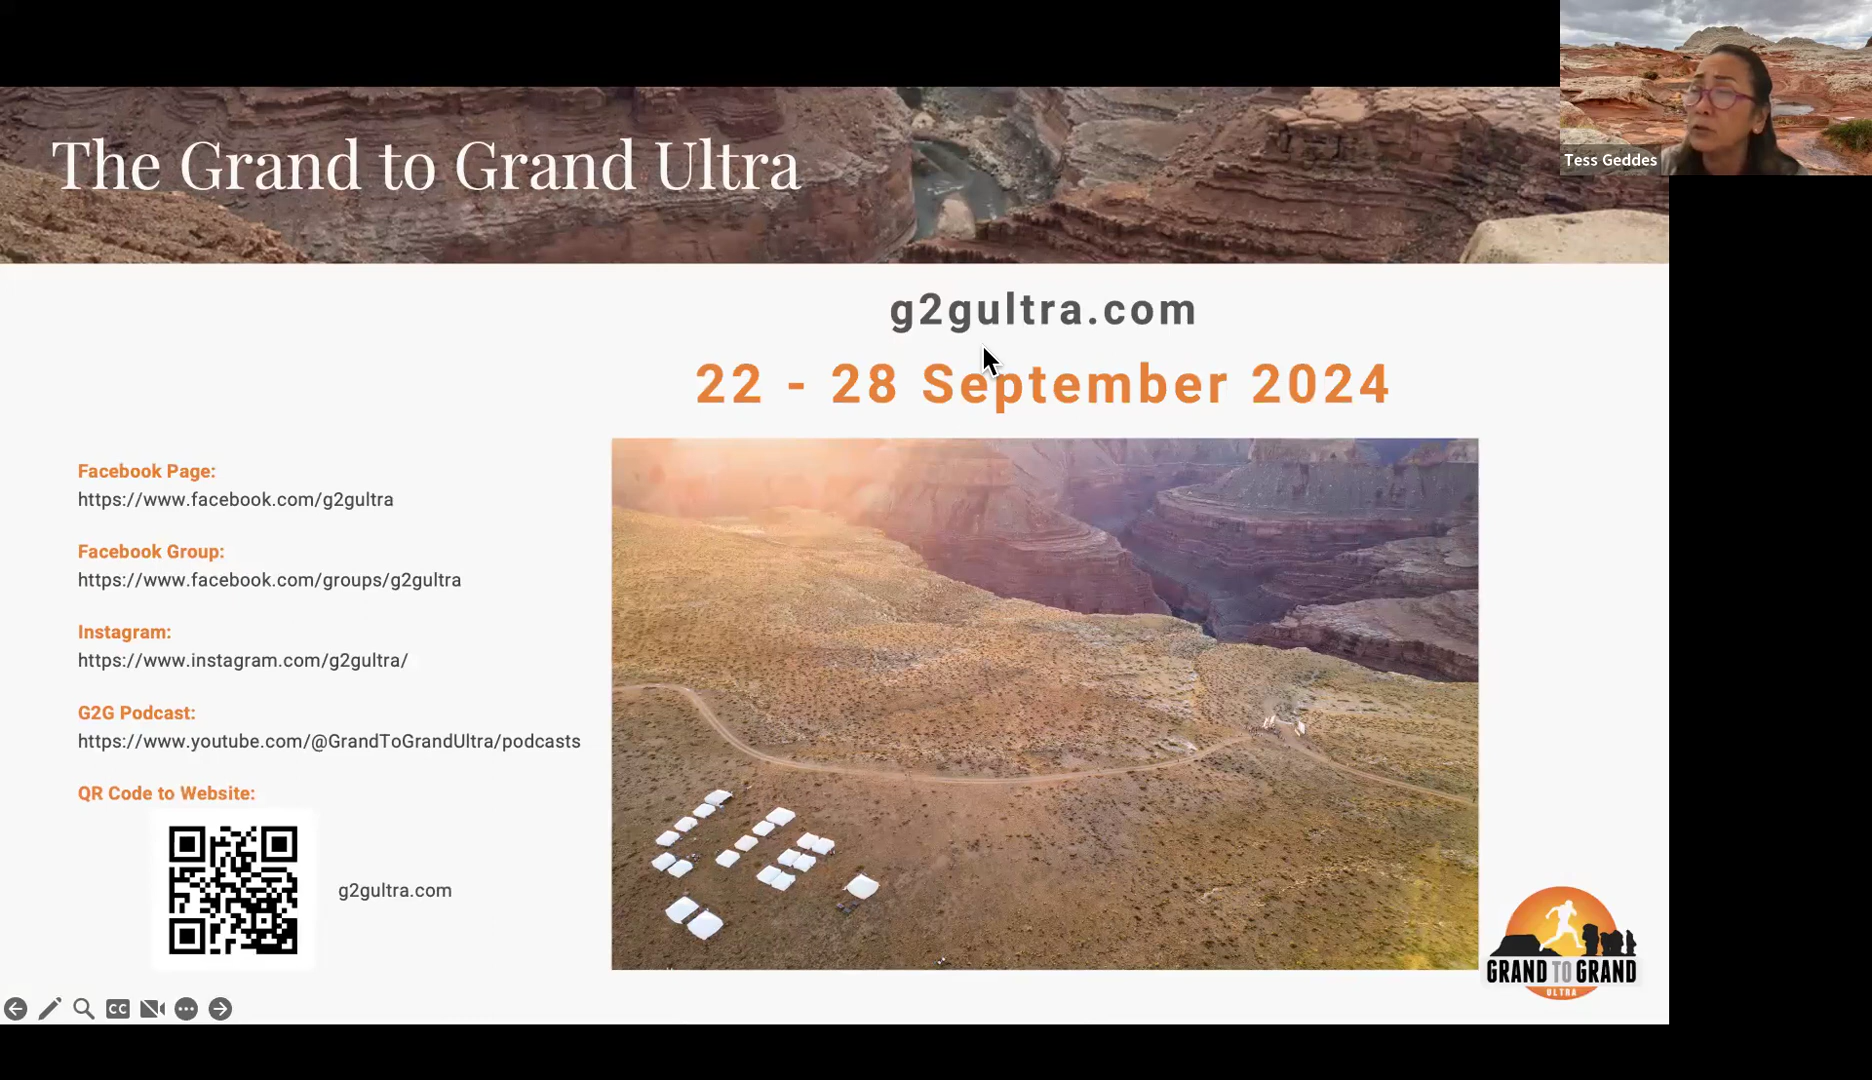 The Grand to Grand Ultra
Tess Geddes
g2gultra.com
22 - 28 September 2024
Facebook Page:
https://www.facebook.com/g2gultra
Facebook Group:
https://www.facebook.com/groups/g2gultra
Instagram:
https://www.instagram.com/g2gultra/
G2G Podcast:
https://www.youtube.com/@GrandToGrandUltra/podcasts
QR Code to Website:
g2gultra.com
GRAND TO GRAND
ULTRA
CC